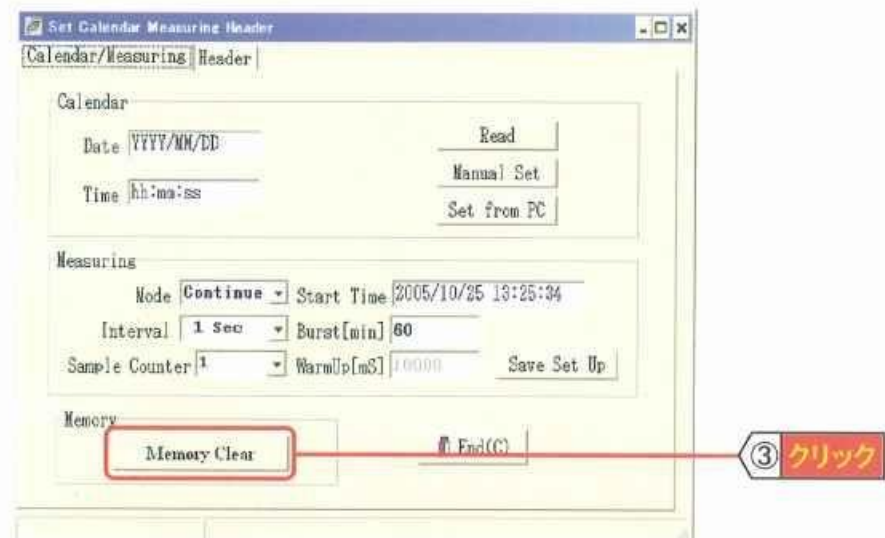 Set Calendar Measuring Header
Calendar/Measuring Header
Calendar
Date YYYY/MM/DD
Read
Manual Set
Time hh:mm:ss
Set from PC
Measuring
Mode Continue Start Time 2005/10/25 13:25:34
Interval 1 Sec Burst[min] 60
Sample Counter 1 WarmUp[mS] 10000 Save Set Up
Memory
Memory Clear
End(C)
③ クリック